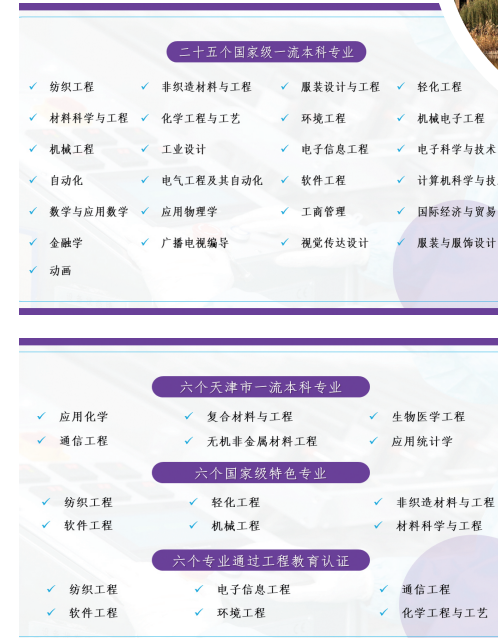 二十五个国家级一流本科专业
纺织工程 非织造材料与工程 服装设计与工程 轻化工程
材料科学与工程 化学工程与工艺 环境工程 机械电子工程
机械工程 工业设计 电子信息工程 电子科学与技术
自动化 电气工程及其自动化 软件工程 计算机科学与技
数学与应用数学 应用物理学 工商管理 国际经济与贸易
金融学 广播电视编导 视觉传达设计 服装与服饰设计
动画
六个天津市一流本科专业
应用化学 复合材料与工程 生物医学工程
通信工程 无机非金属材料工程 应用统计学
六个国家级特色专业
纺织工程 轻化工程 非织造材料与工程
软件工程 机械工程 材料科学与工程
六个专业通过工程教育认证
纺织工程 电子信息工程 通信工程
软件工程 环境工程 化学工程与工艺